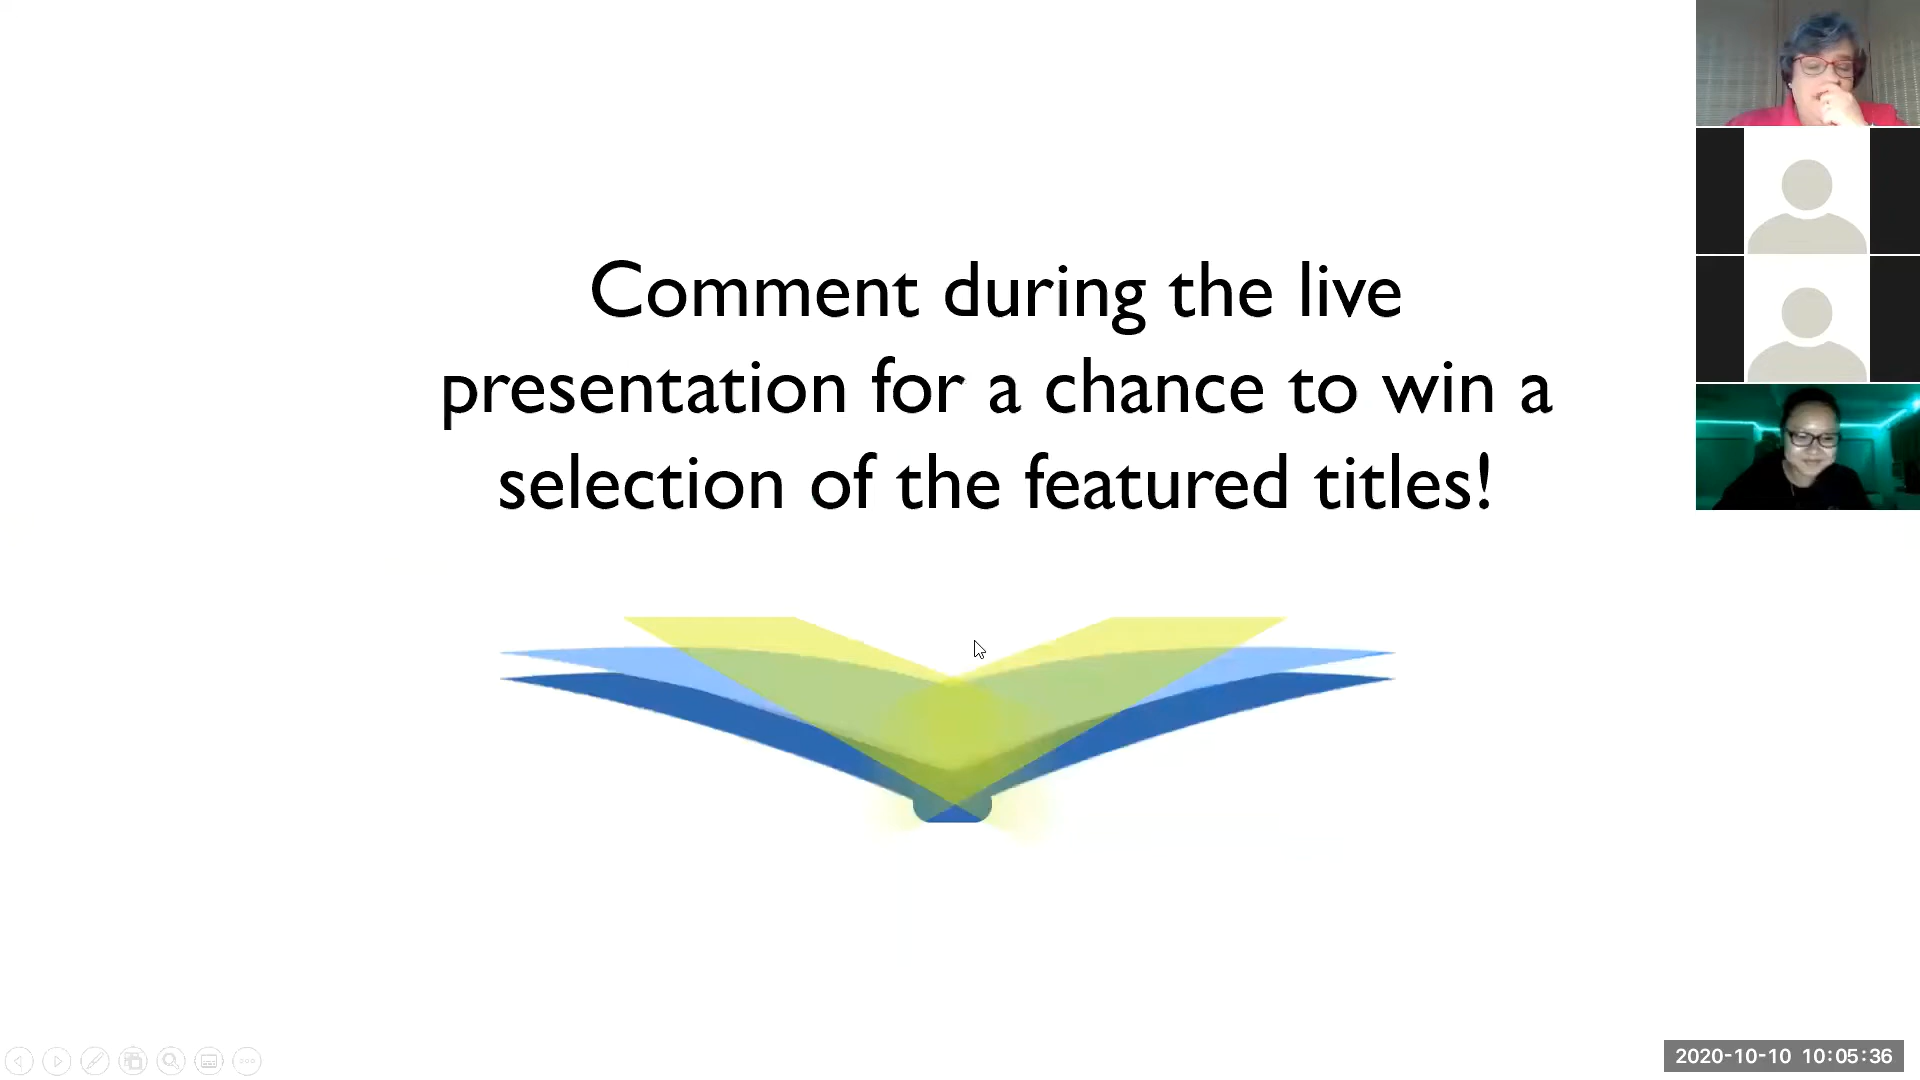 Comment during the live
presentation for a chance to win a
selection of the featured titles!
2020-10-10 10:05:36